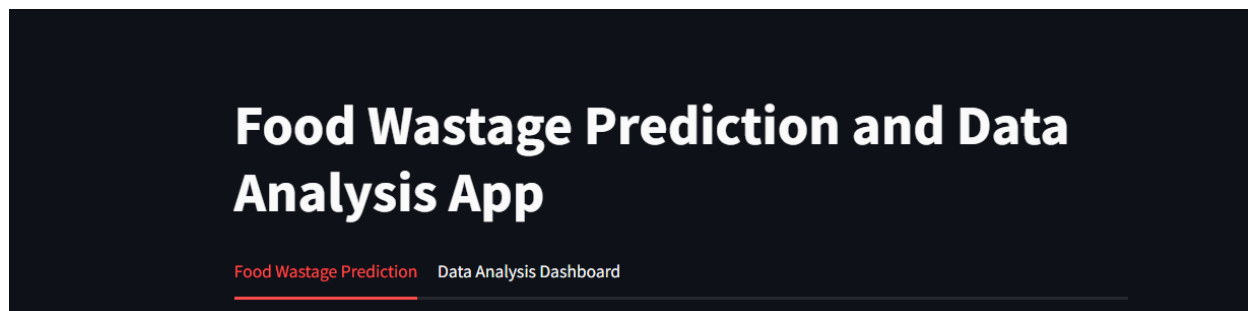 Food Wastage Prediction and Data
Analysis App
Food Wastage Prediction Data Analysis Dashboard